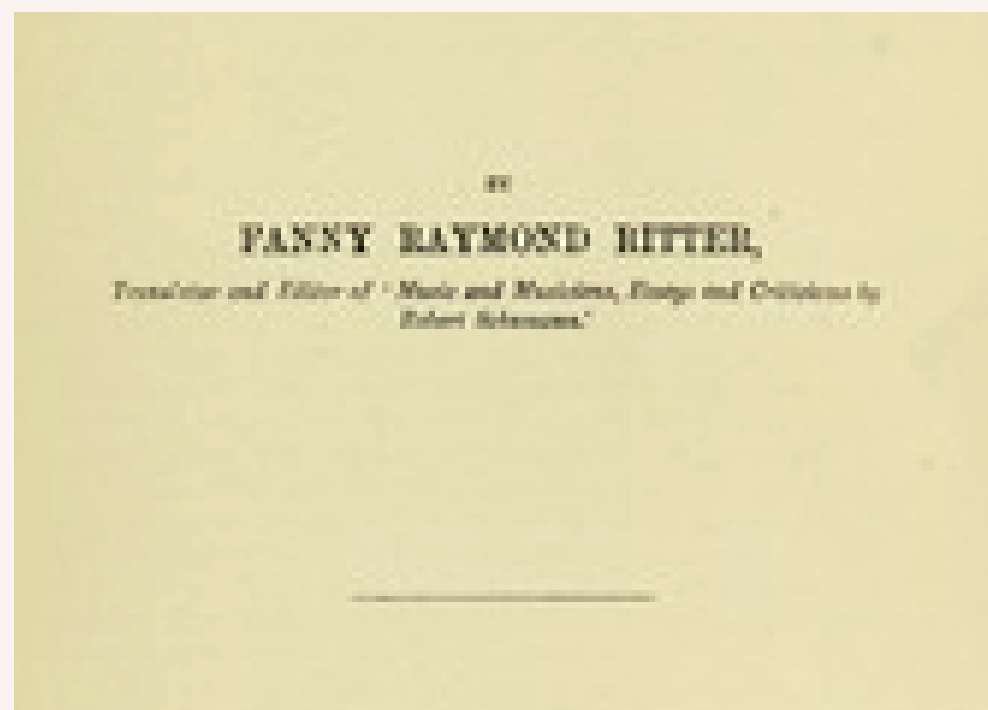 BY
FANNY RAYMOND RITTER,
Translator and Editor of "Music and Musicians, Essays and Criticisms by
Robert Schumann."